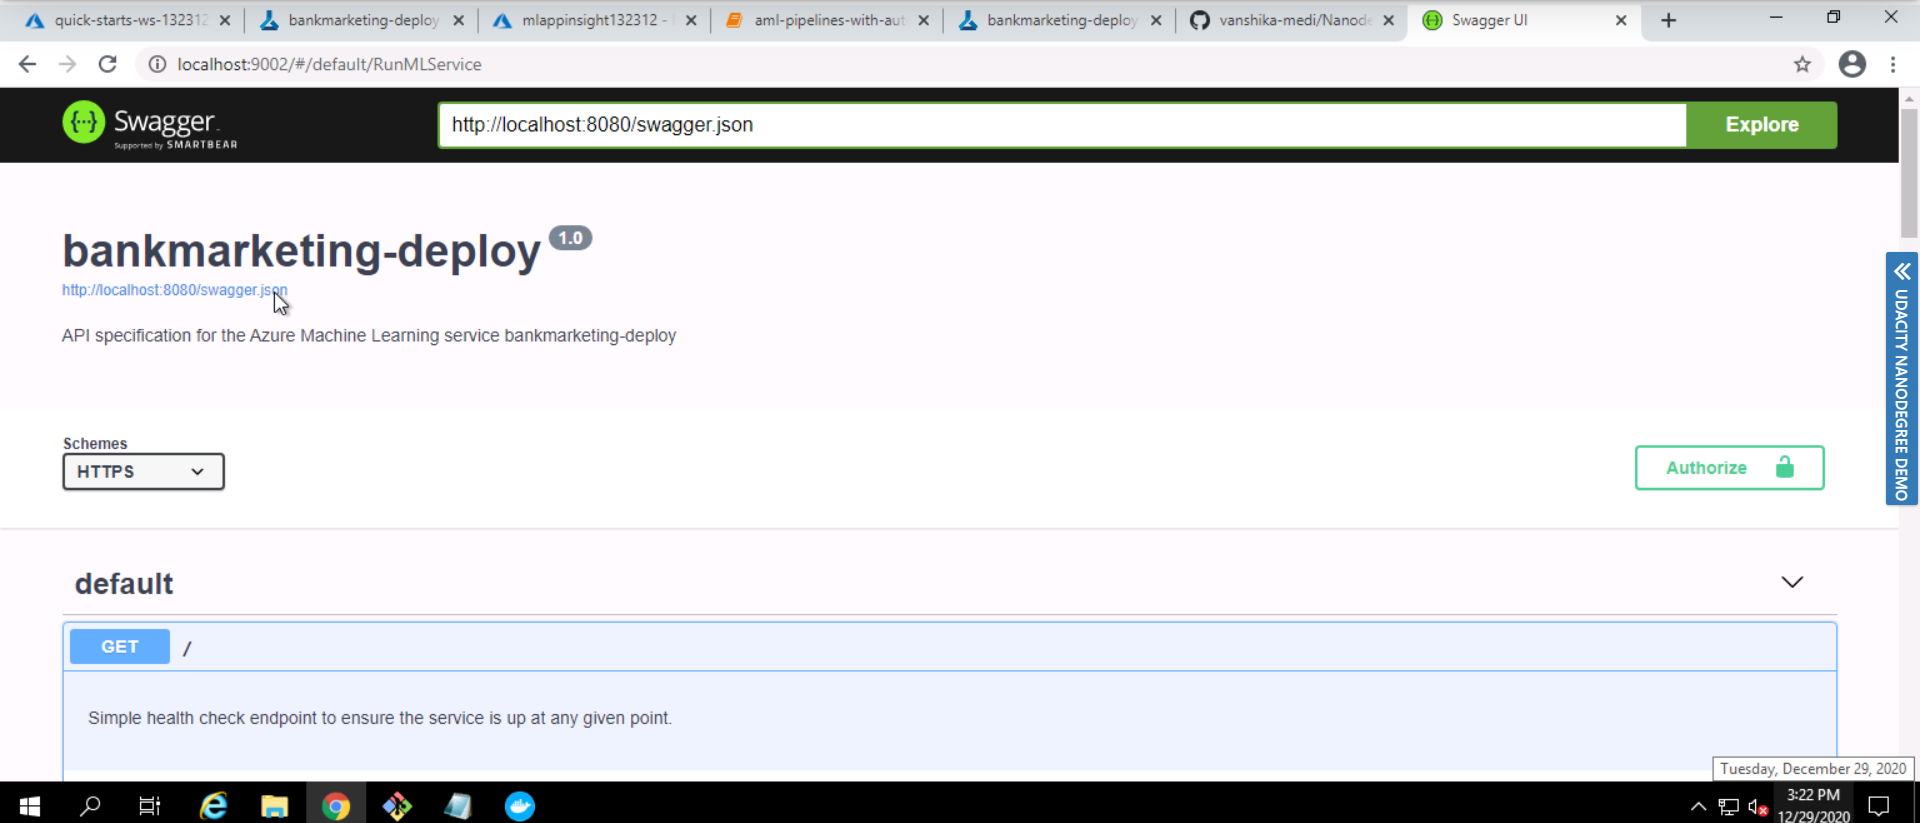 quick-starts-ws-132312
bankmarketing-deploy
mlappinsight132312 -
aml-pipelines-with-aut
bankmarketing-deploy
vanshika-medi/Nanode
Swagger UI
localhost:9002/#/default/RunMLService
Swagger
Supported by SMARTBEAR
http://localhost:8080/swagger.json
Explore
bankmarketing-deploy 1.0
http://localhost:8080/swagger.json
API specification for the Azure Machine Learning service bankmarketing-deploy
UDACITY NANODEGREE DEMO
Schemes
HTTPS
Authorize
default
GET /
Simple health check endpoint to ensure the service is up at any given point.
Tuesday, December 29, 2020
3:22 PM
12/29/2020